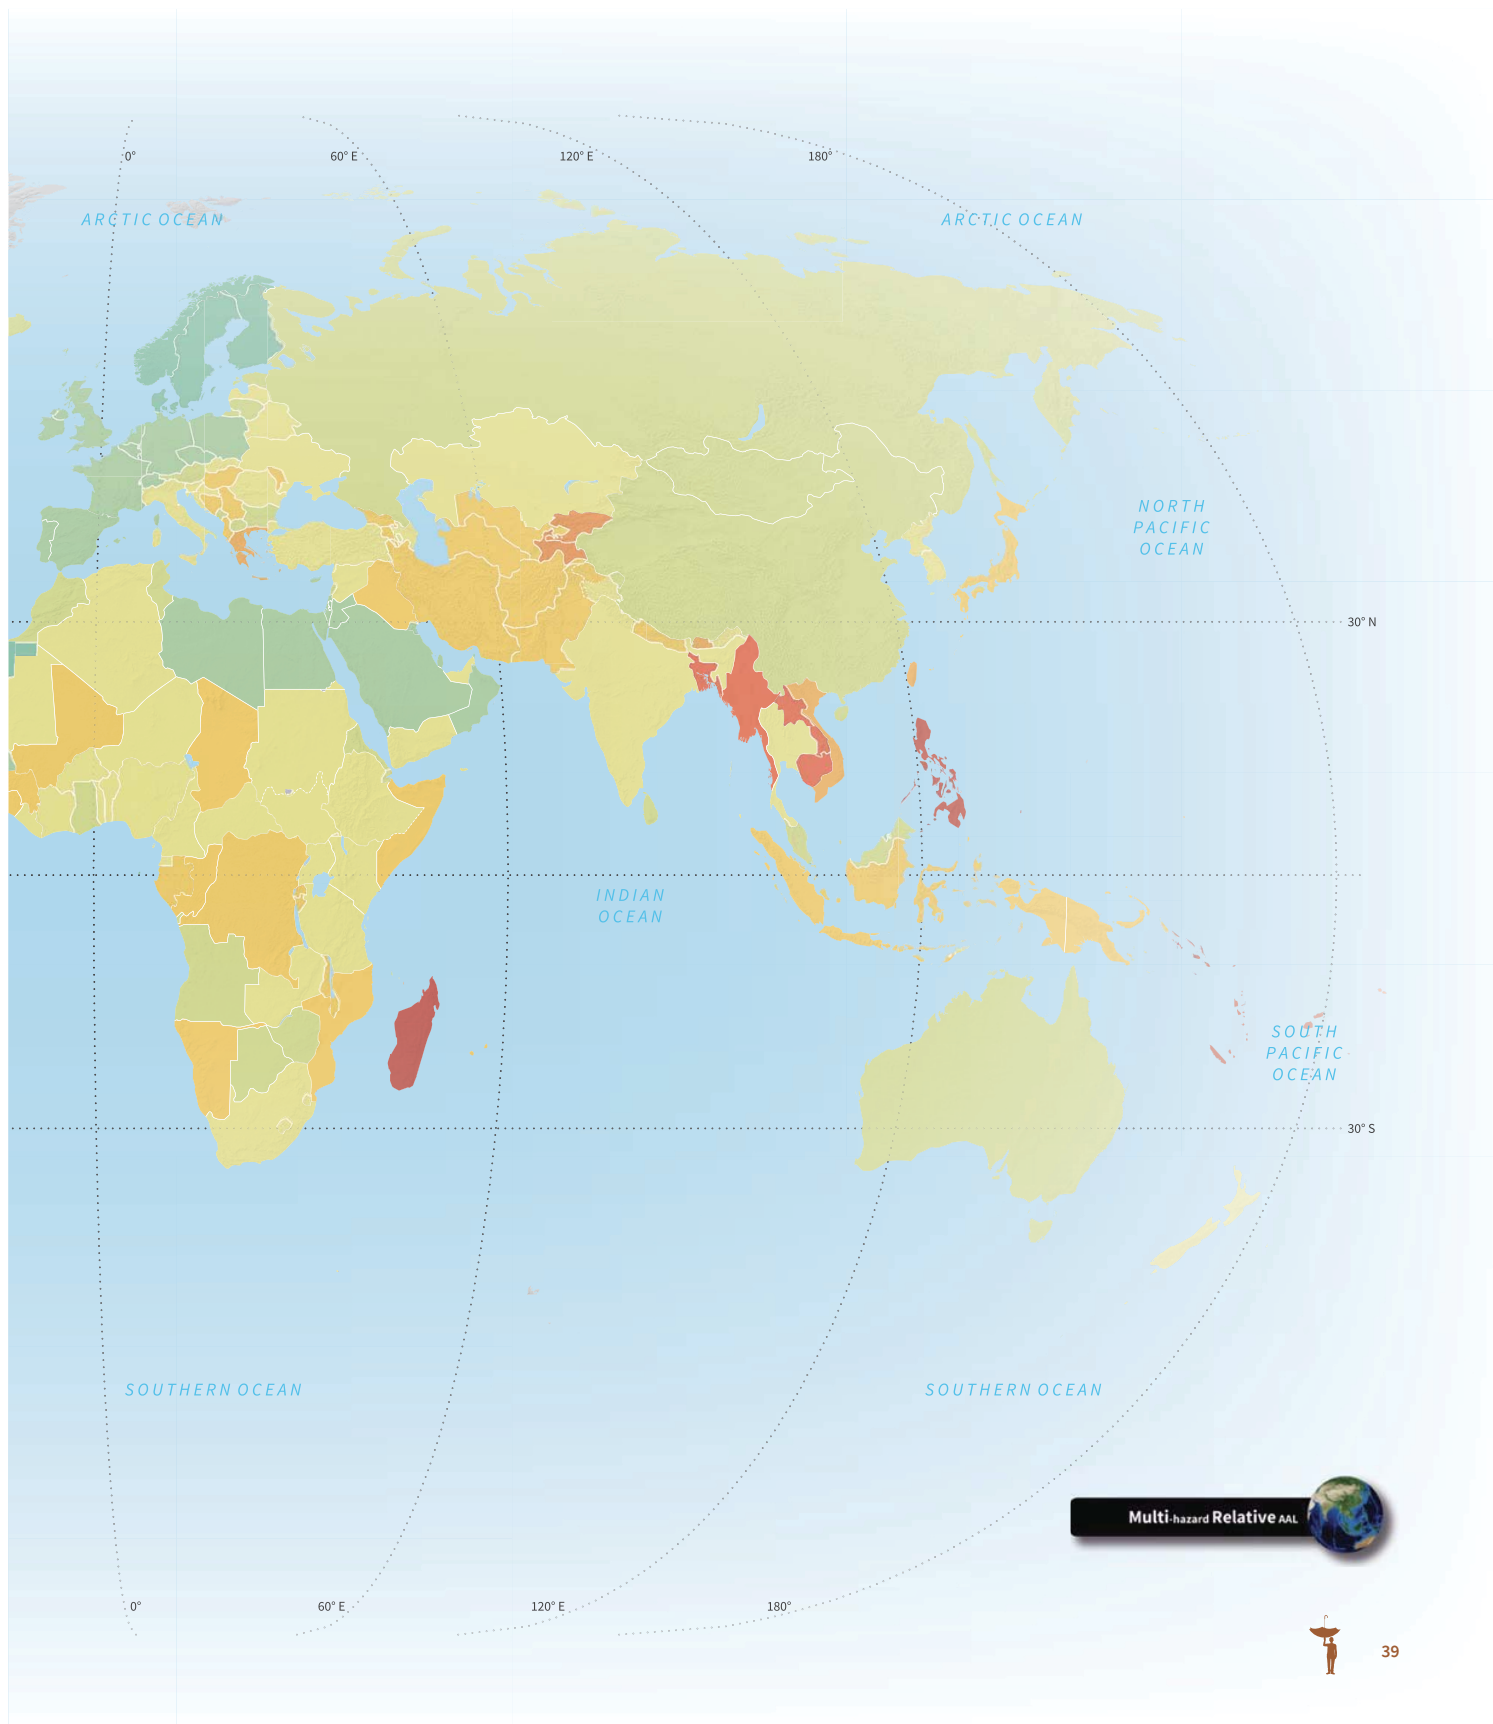 0°
60° E
120° E
180°
ARCTIC OCEAN
ARCTIC OCEAN
NORTH
PACIFIC
OCEAN
30° N
INDIAN
OCEAN
SOUTH
PACIFIC
OCEAN
30° S
SOUTHERN OCEAN
SOUTHERN OCEAN
Multi-hazard Relative AAL
0°
60° E
120° E
180°
39